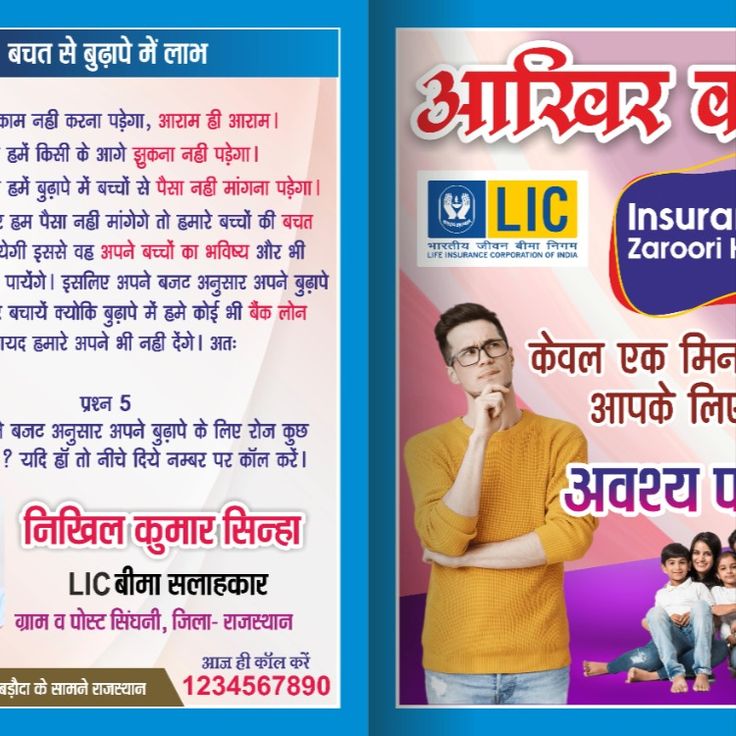 बचत से बुढ़ापे में लाभ
काम नही करना पड़ेगा, आराम ही आराम।
हमें किसी के आगे झुकना नही पड़ेगा।
हमें बुढ़ापे में बच्चों से पैसा नही मांगना पड़ेगा।
हम पैसा नही मांगेगे तो हमारे बच्चों की बचत
येगी इससे वह अपने बच्चों का भविष्य और भी
पायेंगे। इसलिए अपने बजट अनुसार अपने बुढ़ापे
बचायें क्योकि बुढ़ापे में हमे कोई भी बैंक लोन
ायद हमारे अपने भी नही देंगे। अतः
प्रश्न 5
बजट अनुसार अपने बुढ़ापे के लिए रोज कुछ
? यदि हॉ तो नीचे दिये नम्बर पर कॉल करें।
निखिल कुमार सिन्हा
LIC बीमा सलाहकार
ग्राम व पोस्ट सिंघनी, जिला- राजस्थान
आज ही कॉल करें
बड़ौदा के सामने राजस्थान
1234567890
आखिर क
LIC
भारतीय जीवन बीमा निगम
LIFE INSURANCE CORPORATION OF INDIA
Insuran
Zaroori H
केवल एक मिन
आपके लिए
अवश्य प